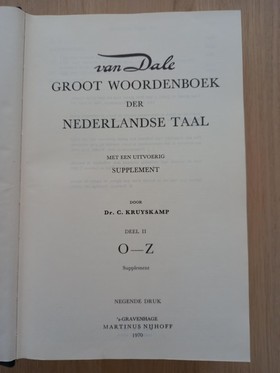 van Dale
GROOT WOORDENBOEK
DER
NEDERLANDSE TAAL
MET EEN UITVOERIG
SUPPLEMENT
DOOR
Dr. C. KRUYSKAMP
DEEL II
O—Z
Supplement
NEGENDE DRUK
's-GRAVENHAGE
MARTINUS NIJHOFF
1970